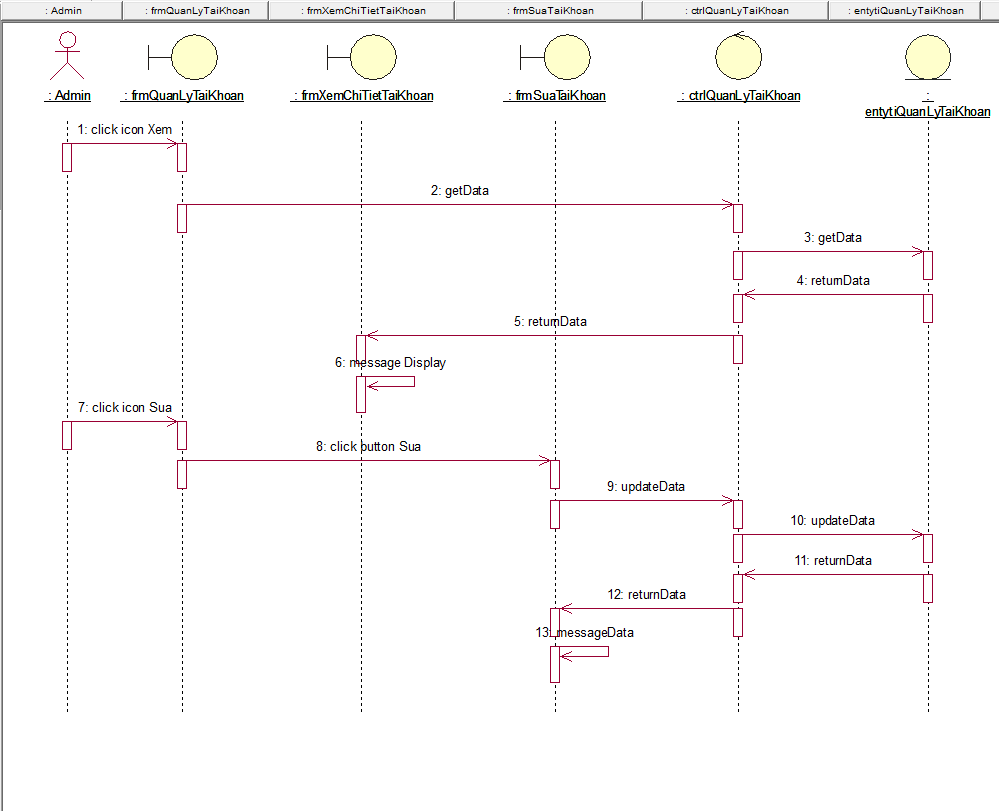 : Admin
: frmQuanLyTaiKhoan
: frmXemChiTietTaiKhoan
: frmSuaTaiKhoan
: ctrlQuanLyTaiKhoan
: entytiQuanLyTaiKhoan
: Admin
: frmQuanLyTaiKhoan
: frmXemChiTietTaiKhoan
: frmSuaTaiKhoan
: ctrlQuanLyTaiKhoan
:
entytiQuanLyTaiKhoan
1: click icon Xem
2: getData
3: getData
4: returnData
5: returnData
6: message Display
7: click icon Sua
8: click button Sua
9: updateData
10: updateData
11: returnData
12: returnData
13: messageData